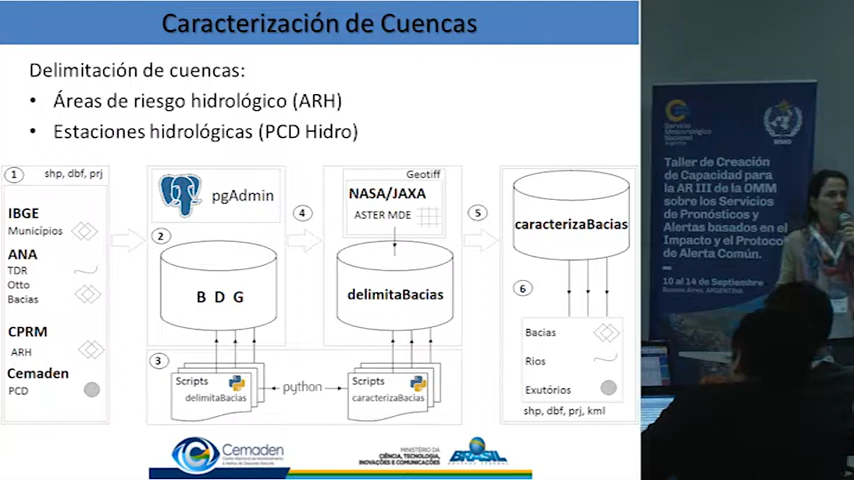 Caracterización de Cuencas
Delimitación de cuencas:
• Áreas de riesgo hidrológico (ARH)
• Estaciones hidrológicas (PCD Hidro)
1
shp, dbf, prj
IBGE
Municípios
ANA
TDR
Otto
Bacias
CPRM
ARH
Cemaden
PCD
pgAdmin
2
B D G
3
Scripts
delimitaBacias
python
Scripts
caracterizaBacias
4
Geotiff
NASA/JAXA
ASTER MDE
delimitaBacias
5
caracterizaBacias
6
Bacias
Rios
Exutórios
shp, dbf, prj, kml
Cemaden
MINISTÉRIO DA
CIÊNCIA, TECNOLOGIA,
INOVAÇÕES E COMUNICAÇÕES
BRASIL
Servicio
Meteorológico
Nacional
Argentina
WMO
Taller de Creación
de Capacidad para
la AR III de la OMM
sobre los Servicios
de Pronósticos y
Alertas basados en el
Impacto y el Protocolo
de Alerta Común.
10 al 14 de Septiembre